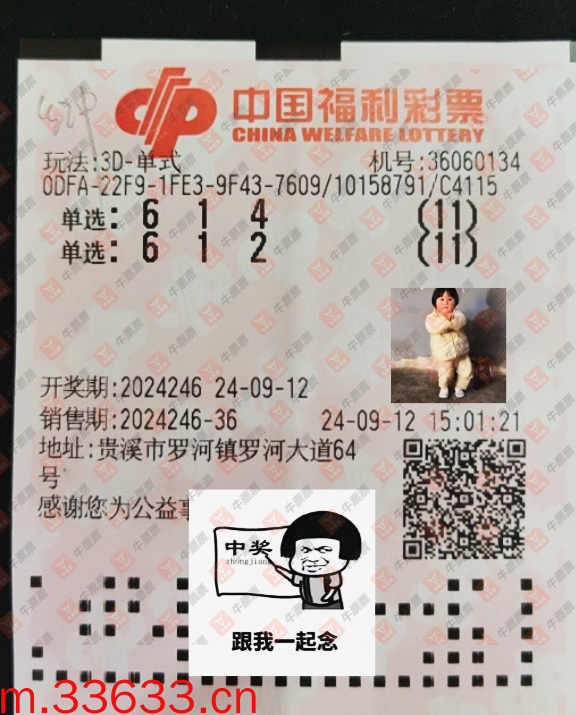 中国福利彩票
CHINA WELFARE LOTTERY
玩法:3D-单式 机号:36060134
0DFA-22F9-1FE3-9F43-7609/10158791/C4115
单选: 6 1 4 (11)
单选: 6 1 2 (11)
开奖期:2024246 24-09-12
销售期:2024246-36 24-09-12 15:01:21
地址:贵溪市罗河镇罗河大道64
号
感谢您为公益事
中奖
zhongjiang
跟我一起念
m.33633.cn